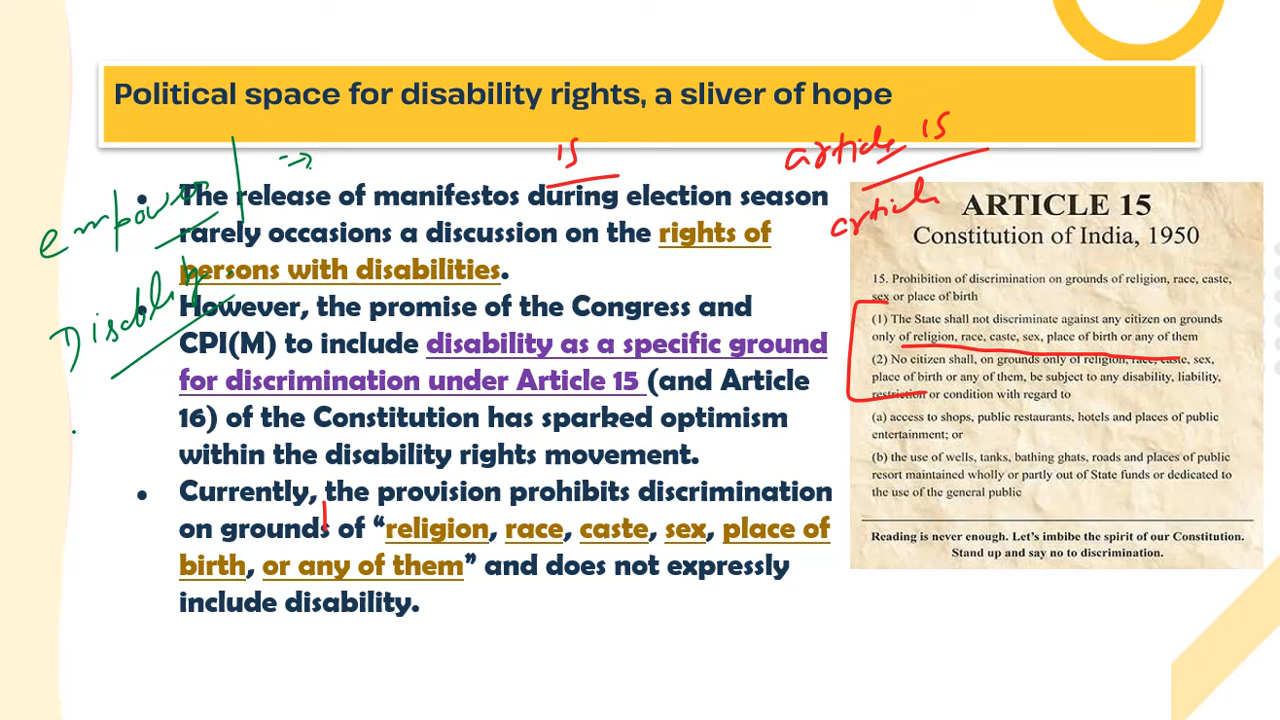 Political space for disability rights, a sliver of hope
15
article 15
article
empower
Disability
• The release of manifestos during election season
rarely occasions a discussion on the rights of
persons with disabilities.
• However, the promise of the Congress and
CPI(M) to include disability as a specific ground
for discrimination under Article 15 (and Article
16) of the Constitution has sparked optimism
within the disability rights movement.
• Currently, the provision prohibits discrimination
on grounds of “religion, race, caste, sex, place of
birth, or any of them” and does not expressly
include disability.
ARTICLE 15
Constitution of India, 1950
15. Prohibition of discrimination on grounds of religion, race, caste,
sex or place of birth
(1) The State shall not discriminate against any citizen on grounds
only of religion, race, caste, sex, place of birth or any of them
(2) No citizen shall, on grounds only of religion, race, caste, sex,
place of birth or any of them, be subject to any disability, liability,
restriction or condition with regard to
(a) access to shops, public restaurants, hotels and places of public
entertainment; or
(b) the use of wells, tanks, bathing ghats, roads and places of public
resort maintained wholly or partly out of State funds or dedicated to
the use of the general public
Reading is never enough. Let’s imbibe the spirit of our Constitution.
Stand up and say no to discrimination.